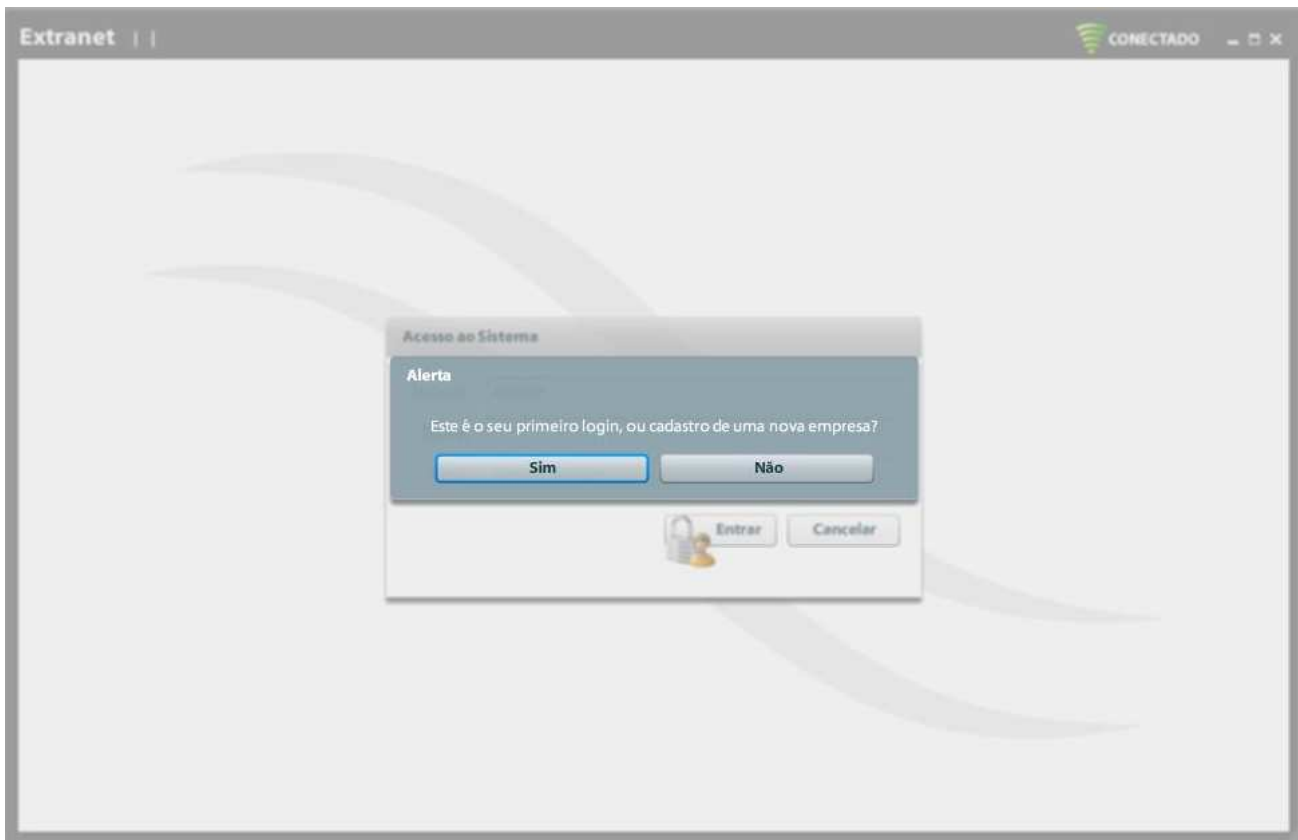 Extranet | |
CONECTADO
Acesso ao Sistema
Alerta
Este é o seu primeiro login, ou cadastro de uma nova empresa?
Sim
Não
Entrar
Cancelar